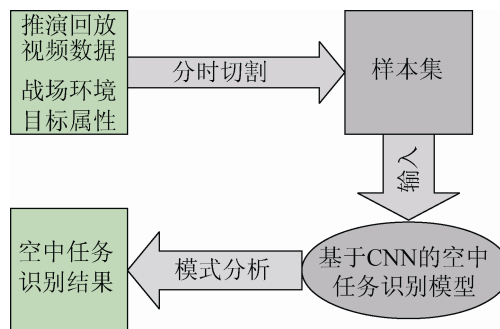 推演回放
视频数据
战场环境
目标属性
分时切割
样本集
输入
基于CNN的空中
任务识别模型
模式分析
空中任务
识别结果